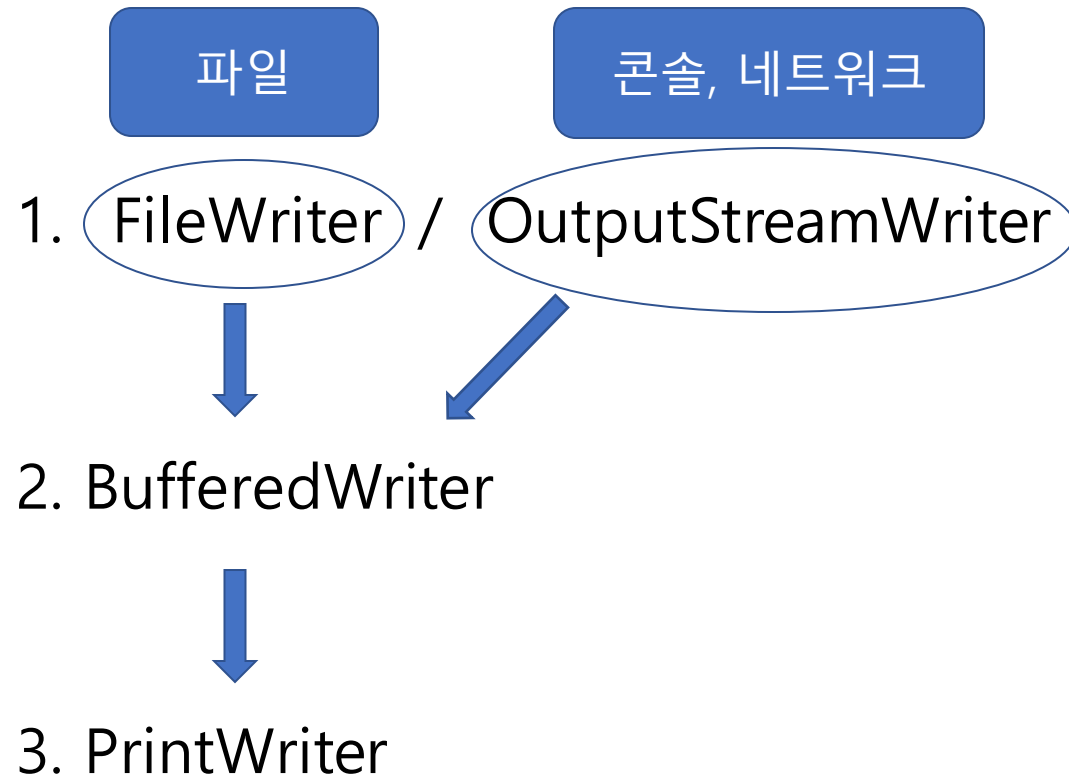 파일
콘솔, 네트워크
1. FileWriter / OutputStreamWriter
2. BufferedWriter
3. PrintWriter